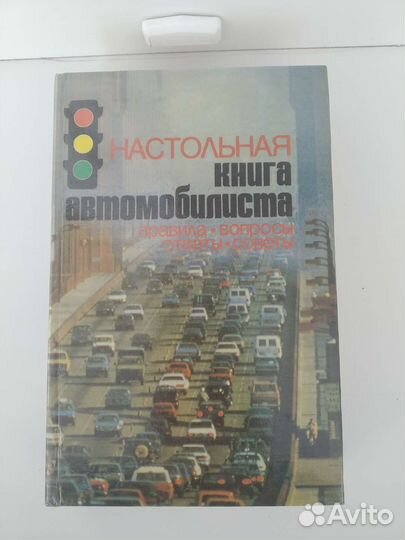 НАСТОЛЬНАЯ
книга
автомобилиста
правила • вопросы
ответы • советы
Avito